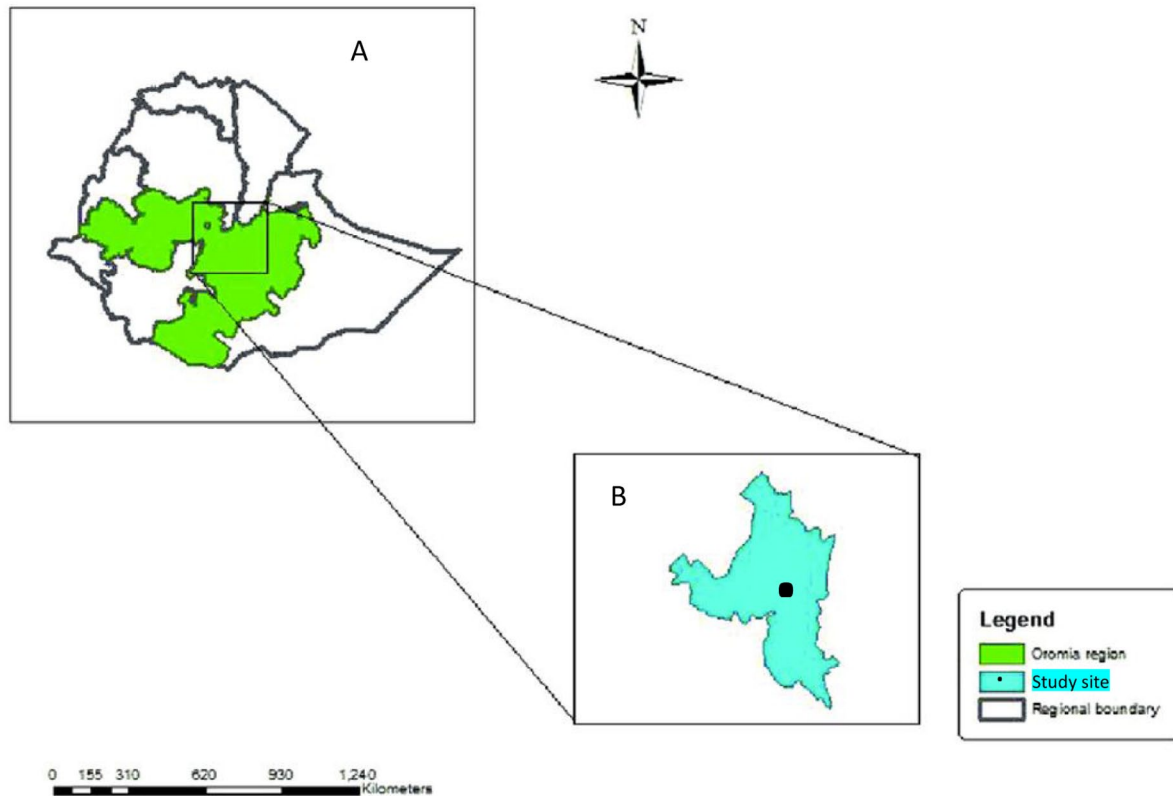 A
N
B
Legend
Oromia region
Study site
Regional boundary
0 155 310 620 930 1,240
Kilometers